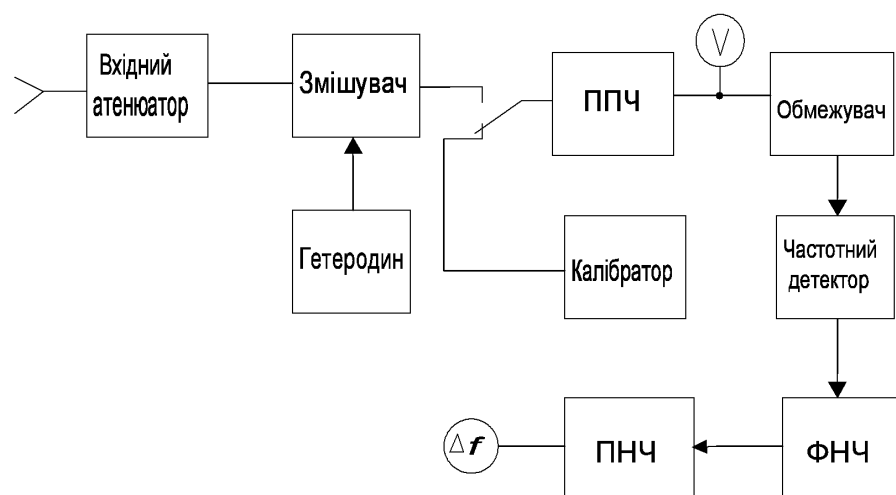 Вхідний
атенюатор
Змішувач
ППЧ
V
Обмежувач
Гетеродин
Калібратор
Частотний
детектор
Δf
ПНЧ
ФНЧ